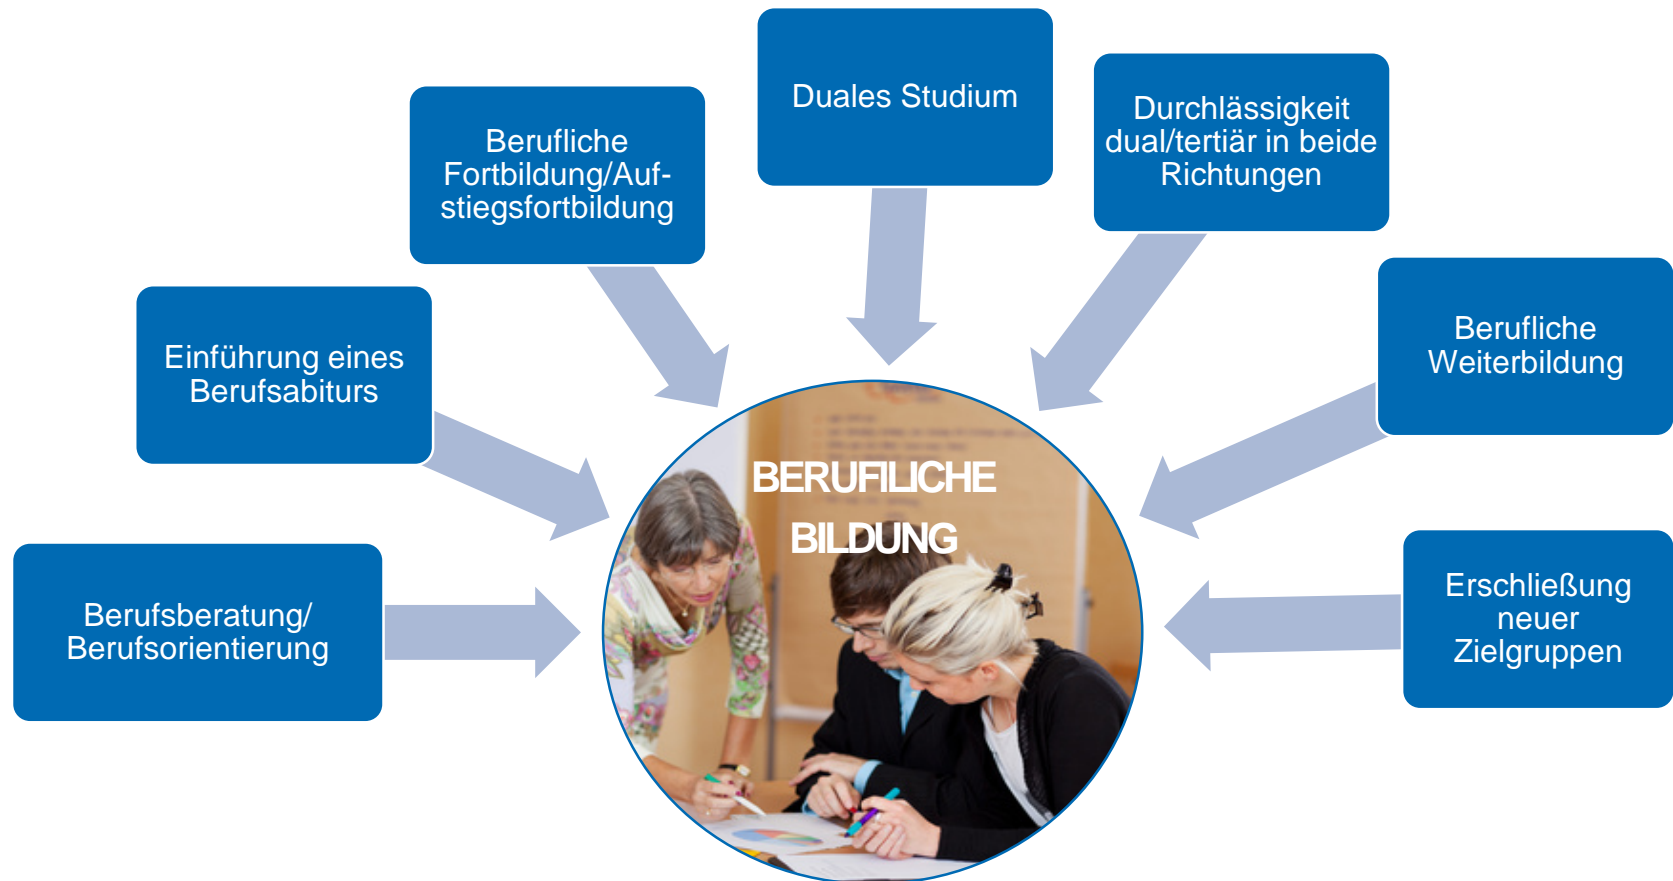 Duales Studium
Durchlässigkeit
dual/tertiär in beide
Richtungen
Berufliche
Fortbildung/Auf-
stiegsfortbildung
Berufliche
Weiterbildung
Einführung eines
Berufsabiturs
BERUFILICHE
BILDUNG
Berufsberatung/
Berufsorientierung
Erschließung
neuer
Zielgruppen